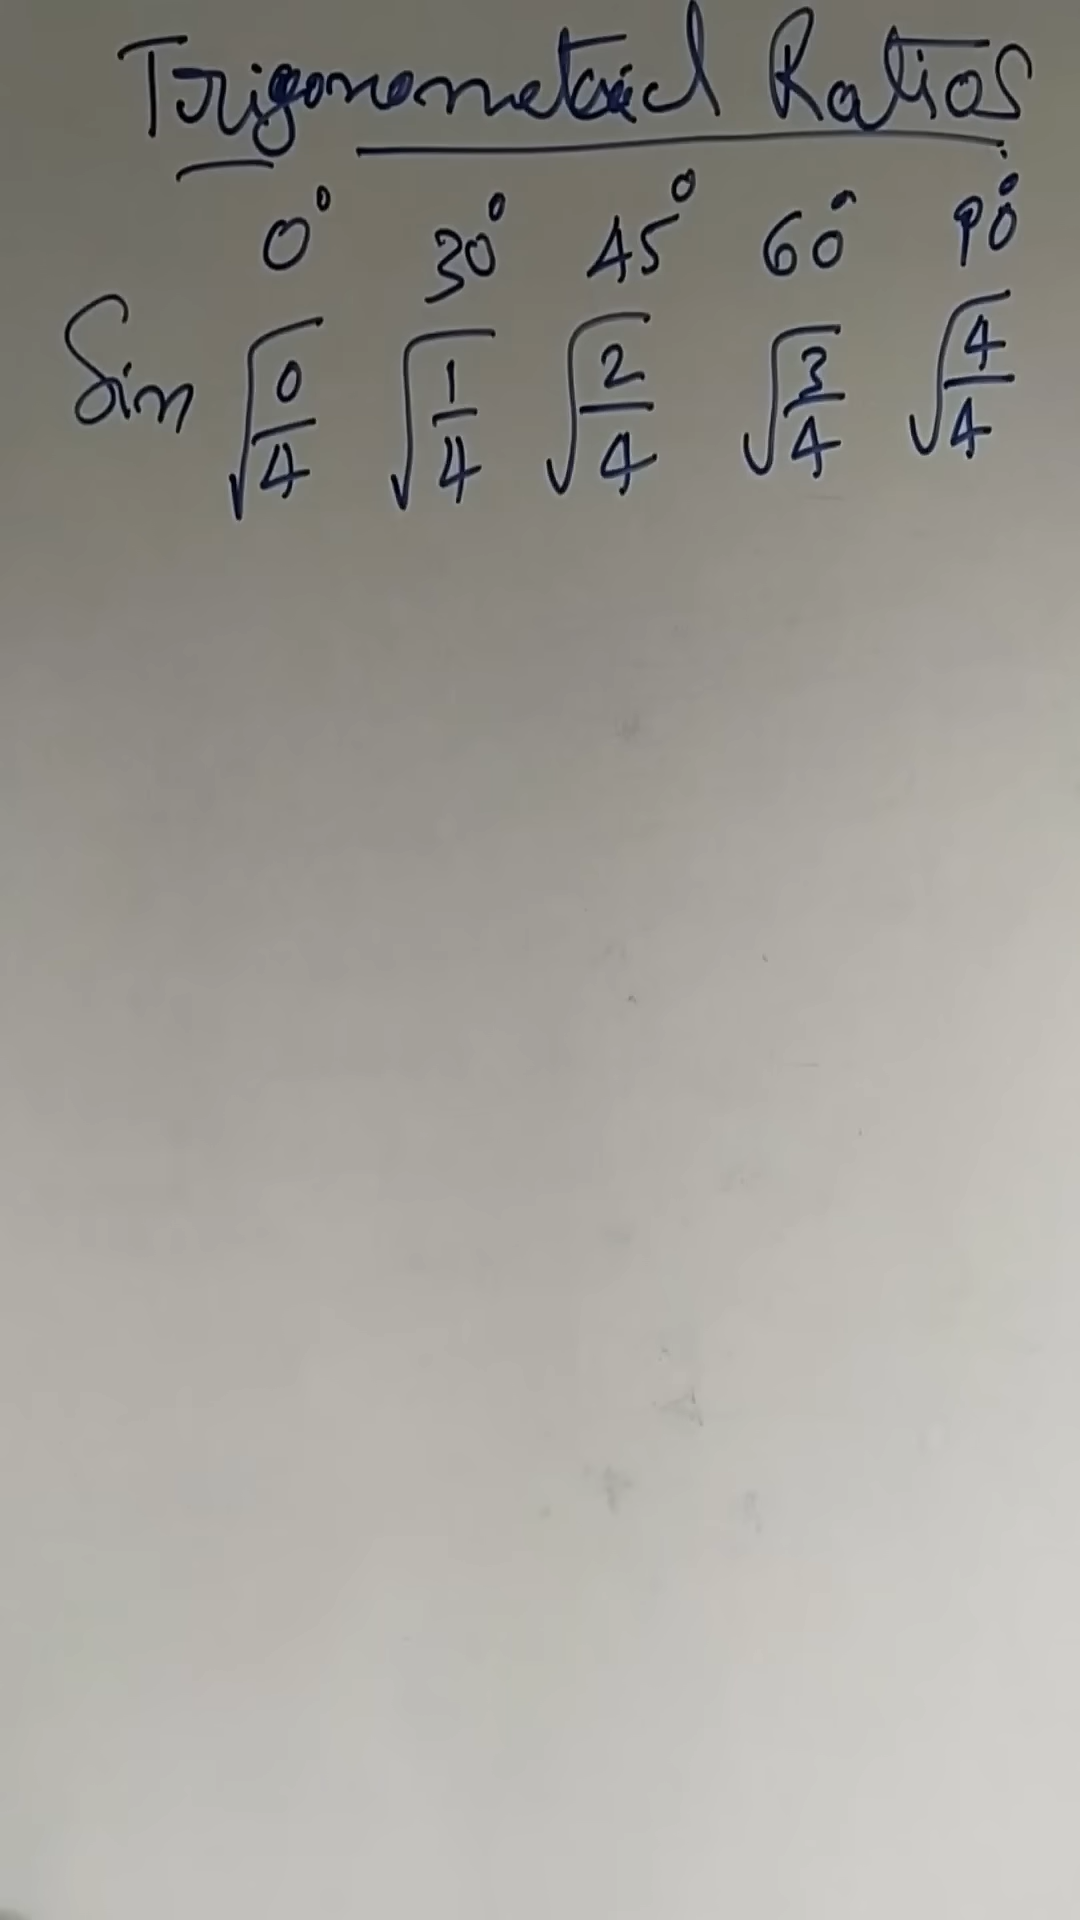 Trigonometrical Ratios
0° 30° 45° 60° 90°
Sin √(0/4) √(1/4) √(2/4) √(3/4) √(4/4)